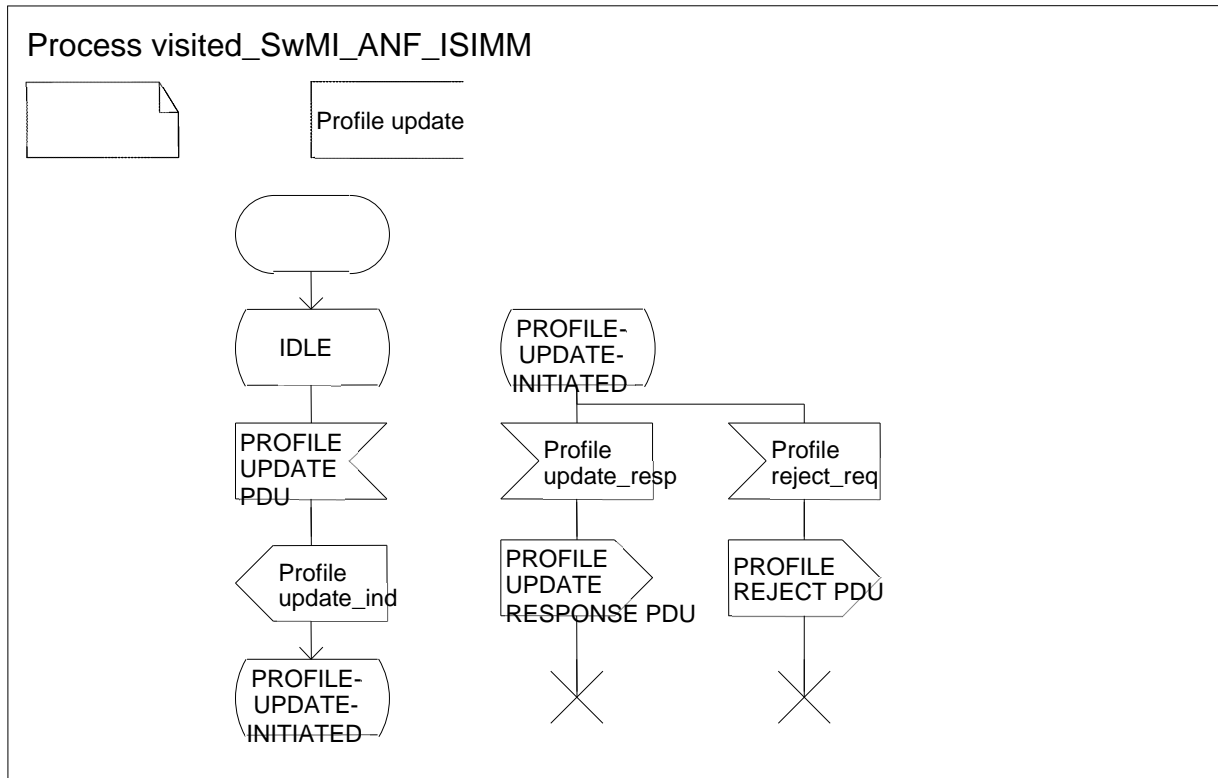 Process visited_SwMI_ANF_ISIMM
Profile update
IDLE
PROFILE
UPDATE
PDU
Profile
update_ind
PROFILE-
UPDATE-
INITIATED
PROFILE-
UPDATE-
INITIATED
Profile
update_resp
PROFILE
UPDATE
RESPONSE PDU
Profile
reject_req
PROFILE
REJECT PDU